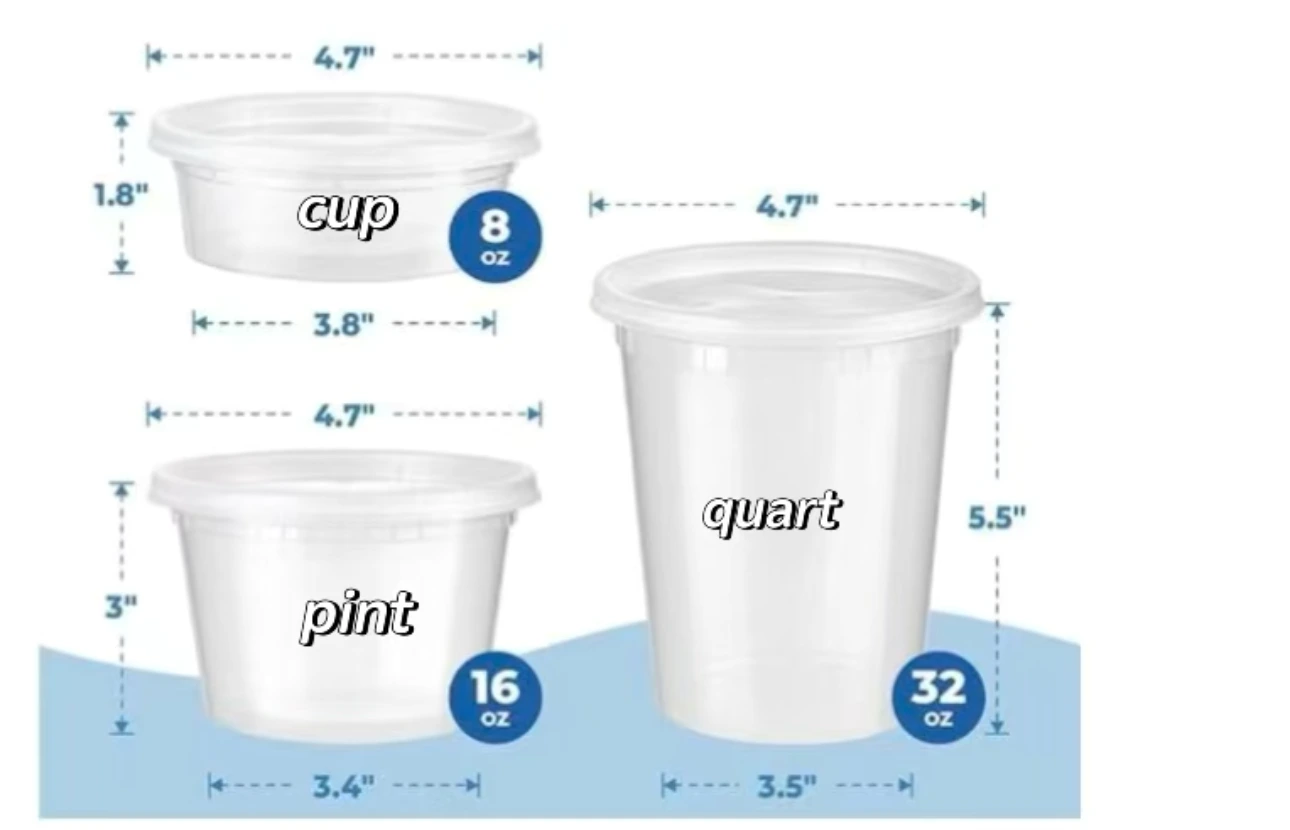 4.7"
1.8"
cup
8
OZ
3.8"
4.7"
quart
5.5"
32
OZ
3.5"
4.7"
3"
pint
16
OZ
3.4"